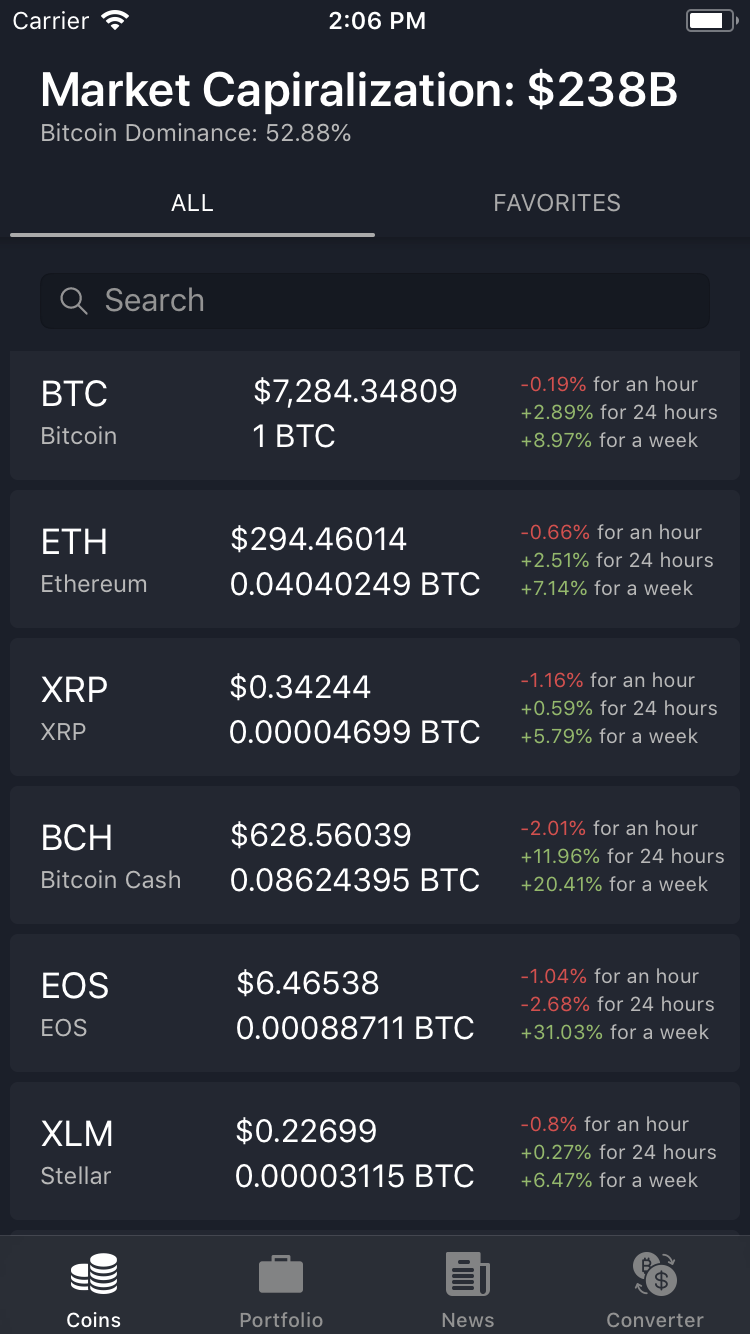 Carrier 2:06 PM
Market Capiralization: $238B
Bitcoin Dominance: 52.88%
ALL FAVORITES
Search
BTC $7,284.34809 -0.19% for an hour
Bitcoin 1 BTC +2.89% for 24 hours
+8.97% for a week
ETH $294.46014 -0.66% for an hour
Ethereum 0.04040249 BTC +2.51% for 24 hours
+7.14% for a week
XRP $0.34244 -1.16% for an hour
XRP 0.00004699 BTC +0.59% for 24 hours
+5.79% for a week
BCH $628.56039 -2.01% for an hour
Bitcoin Cash 0.08624395 BTC +11.96% for 24 hours
+20.41% for a week
EOS $6.46538 -1.04% for an hour
EOS 0.00088711 BTC -2.68% for 24 hours
+31.03% for a week
XLM $0.22699 -0.8% for an hour
Stellar 0.00003115 BTC +0.27% for 24 hours
+6.47% for a week
Coins Portfolio News Converter